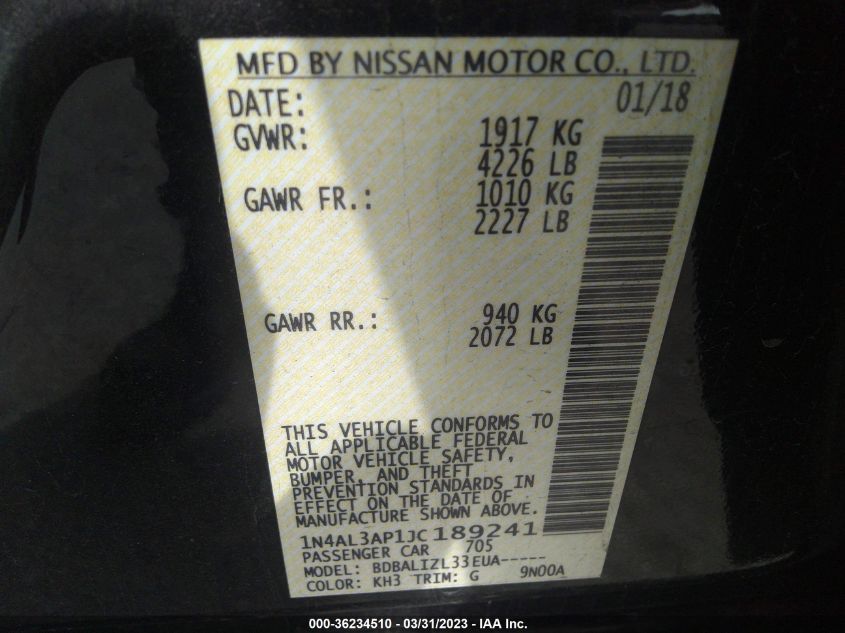 MFD BY NISSAN MOTOR CO., LTD.
DATE: 01/18
GVWR: 1917 KG
4226 LB
GAWR FR.: 1010 KG
2227 LB
GAWR RR.: 940 KG
2072 LB
THIS VEHICLE CONFORMS TO
ALL APPLICABLE FEDERAL
MOTOR VEHICLE SAFETY,
BUMPER, AND THEFT
PREVENTION STANDARDS IN
EFFECT ON THE DATE OF
MANUFACTURE SHOWN ABOVE.
1N4AL3AP1JC189241
PASSENGER CAR 705
MODEL: BDBALIZL33EUA-----
COLOR: KH3 TRIM: G 9N00A
000-36234510 - 03/31/2023 - IAA Inc.